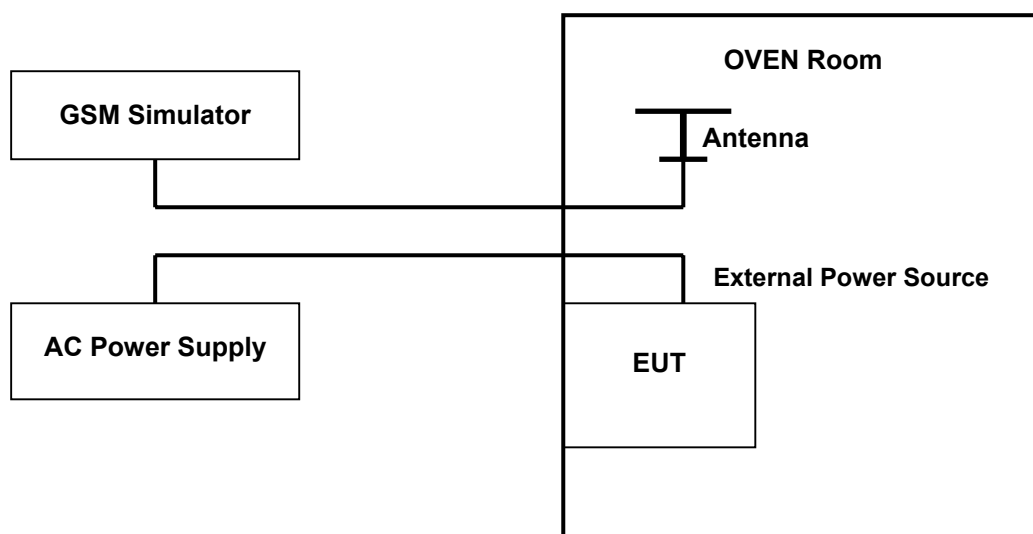 OVEN Room
GSM Simulator
Antenna
External Power Source
AC Power Supply
EUT